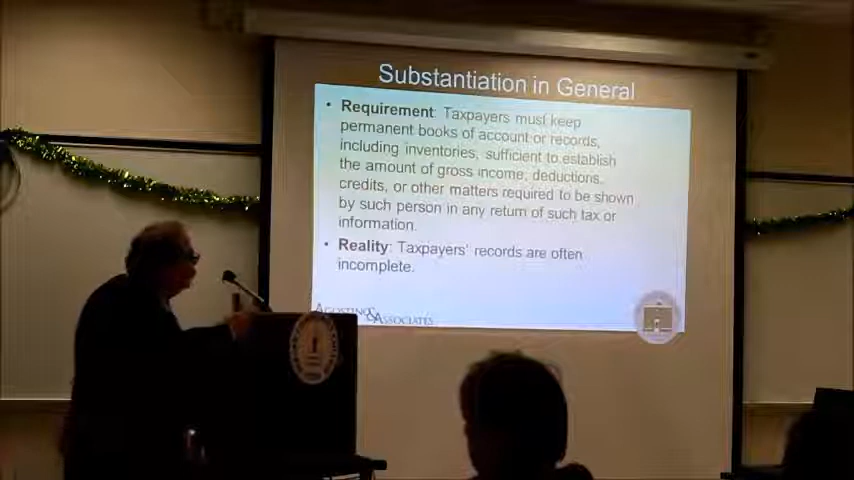 Substantiation in General
• Requirement: Taxpayers must keep
permanent books of account or records,
including inventories, sufficient to establish
the amount of gross income, deductions,
credits, or other matters required to be shown
by such person in any return of such tax or
information.
• Reality: Taxpayers' records are often
incomplete.
AGOSTINO & ASSOCIATES